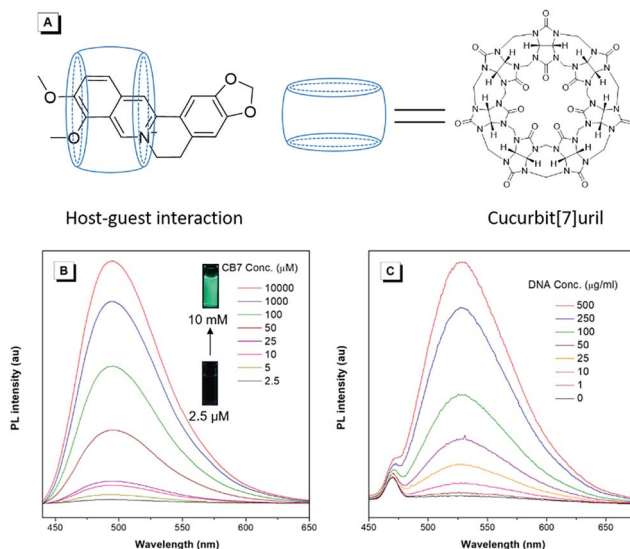 A
Host-guest interaction
Cucurbit[7]uril
B
CB7 Conc. (μM)
10000
1000
100
50
25
10
5
2.5
10 mM
2.5 μM
PL intensity (au)
450
500
550
600
650
Wavelength (nm)
C
DNA Conc. (μg/ml)
500
250
100
50
25
10
1
0
PL intensity (au)
450
500
550
600
650
Wavelength (nm)